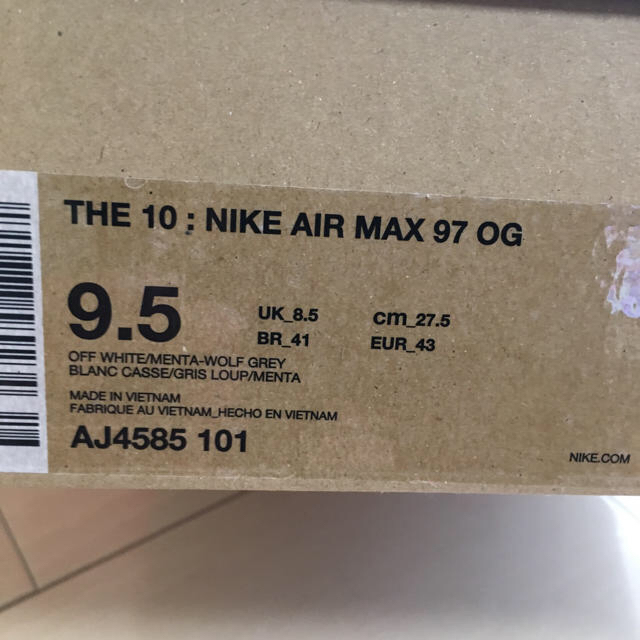 THE 10 : NIKE AIR MAX 97 OG
9.5
UK_8.5 cm_27.5
BR_41 EUR_43
OFF WHITE/MENTA-WOLF GREY
BLANC CASSE/GRIS LOUP/MENTA
MADE IN VIETNAM
FABRIQUE AU VIETNAM_HECHO EN VIETNAM
AJ4585 101
NIKE.COM